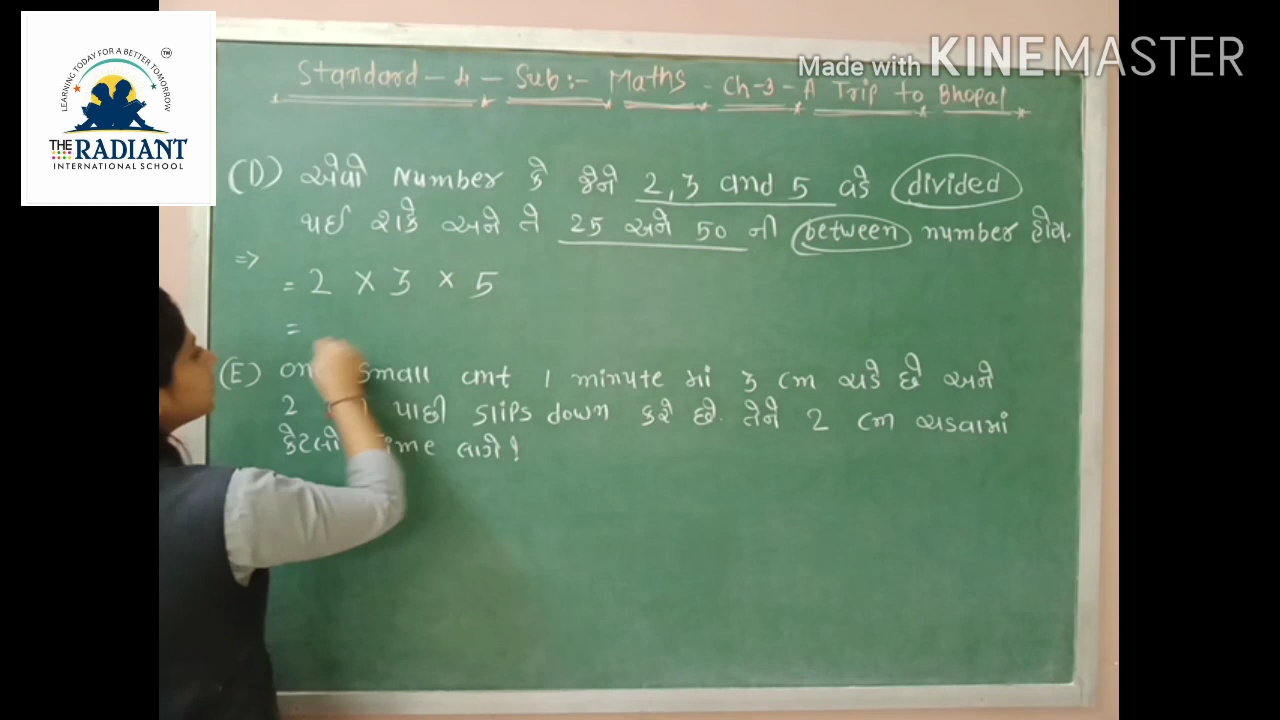 LEARNING TODAY FOR A BETTER TOMORROW
TM
THE RADIANT
INTERNATIONAL SCHOOL
Made with KINEMASTER
Standard - 4 - Sub:- Maths - Ch-3 - A Trip to Bhopal
(D) એવો Number કે જેને 2, 3 and 5 વડે divided
થઈ શકે અને તે 25 અને 50 ની between number હોય.
=>
= 2 × 3 × 5
=
(E) small cmt 1 minute માં 3 cm ચડે છે અને
2 પાછી slips down કરે છે. તેને 2 cm ચડવામાં
કેટલો લાગે!